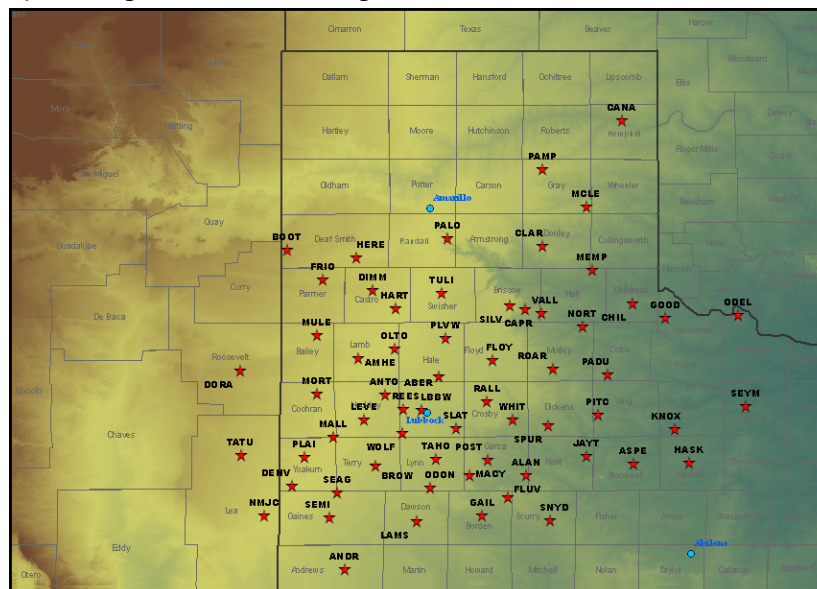 Cimarron Texas Beaver Harper
Union Woodward
Dallam Sherman Hansford Ochiltree Lipscomb Ellis
Mora Harding CANA Dewey
Hartley Moore Hutchinson Roberts Hemphill
Roger Mills
San Miguel PAMP
Oldham Potter Carson Gray Wheeler
Amarillo MCLE Beckham
Quay
Guadalupe BOOT Deaf Smith HERE Randall PALO Armstrong CLAR Donley Collingsworth
FRIO MEMP
Curry DIMM TULI
Parmer Castro HART Swisher Briscoe VALL Hall Childress GOOD ODEL
De Baca SILV CAPR NORT CHIL
MULE OLTO PLVW Hardeman
Bailey Lamb Hale Floyd FLOY Motley Cottle
Roosevelt AMHE ROAR PADU
DORA ABER
MORT ANTO REES LBBW RALL SEYM
Lincoln Cochran Hockley Crosby WHIT Dickens PITC King KNOX
LEVE Lubbock SLAT
Chaves MALL SPUR
TATU PLAI WOLF TAHO POST Garza JAYT ASPE HASK
Yoakum Terry Lynn ALAN Kent Stonewall Haskell
DENV SEAG BROW ODON MACY
NMJC SEMI FLUV
Lea Gaines Dawson GAIL Scurry SNYD Fisher Jones Shackelford
Eddy LAMS Borden
Abilene
Otero ANDR
Andrews Martin Howard Mitchell Nolan Taylor Callahan